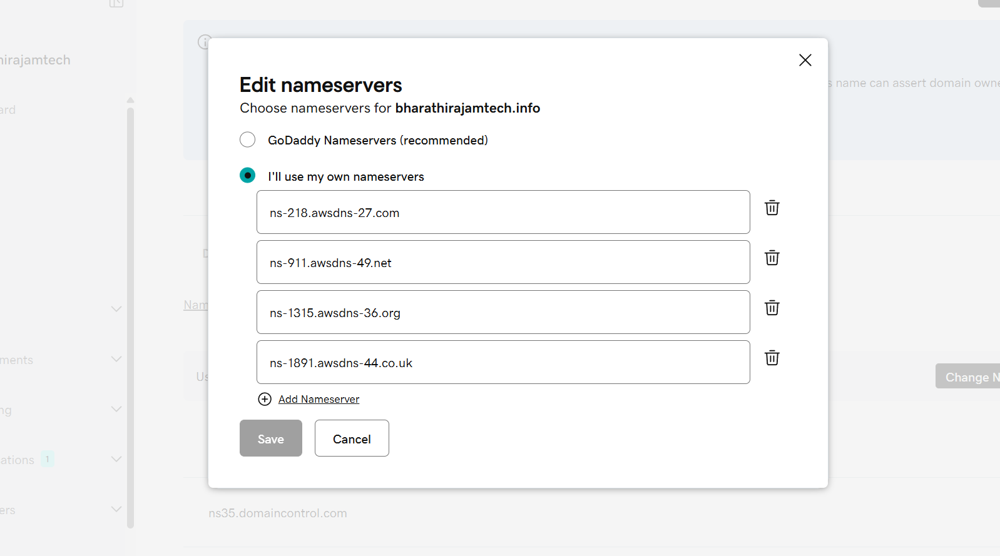 hirajamtech
ard
ments
ng
ations 1
ers
s name can assert domain owne
Nam
Us
Change N
ns35.domaincontrol.com
Edit nameservers
Choose nameservers for bharathirajamtech.info
GoDaddy Nameservers (recommended)
I'll use my own nameservers
ns-218.awsdns-27.com
ns-911.awsdns-49.net
ns-1315.awsdns-36.org
ns-1891.awsdns-44.co.uk
Add Nameserver
Save Cancel